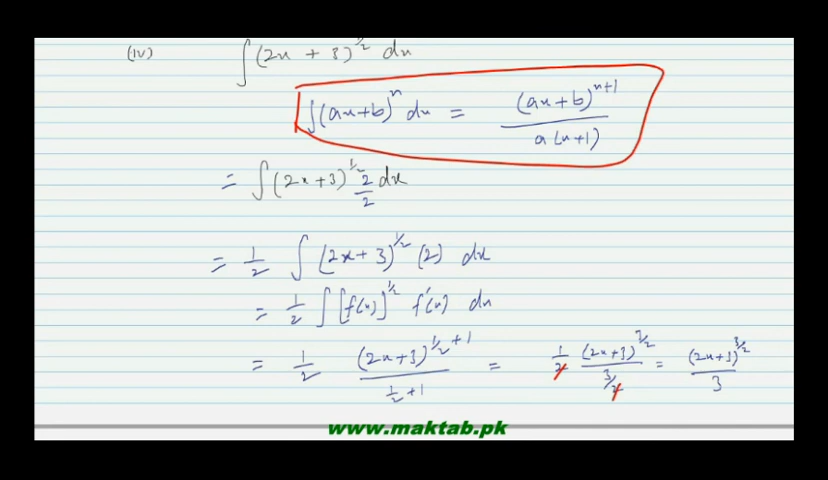 (iv) ∫(2x + 3)^½ dx
∫(ax+b)^n dx = (ax+b)^(n+1) / a(n+1)
= ∫(2x+3)^½ 2/2 dx
= 1/2 ∫(2x+3)^½ (2) dx
= 1/2 ∫[f(x)]^½ f'(x) dx
= 1/2 (2x+3)^(½+1) / (½+1) = 1/2 (2x+3)^(3/2) / (3/2) = (2x+3)^(3/2) / 3
www.maktab.pk